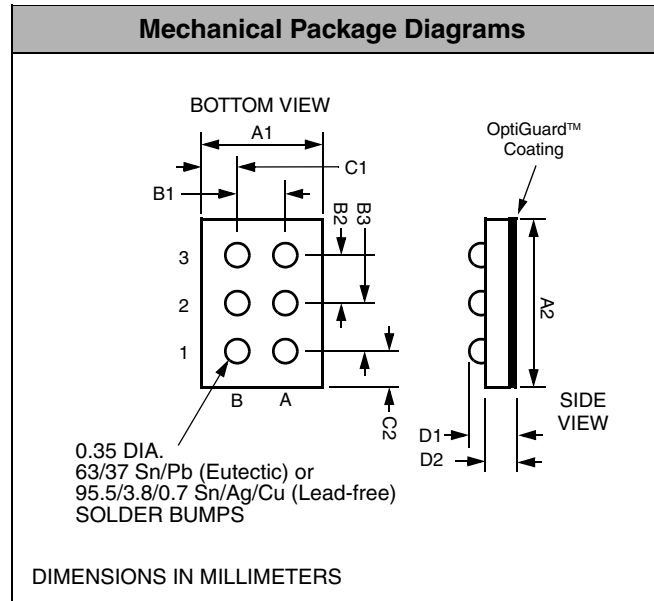 Mechanical Package Diagrams
BOTTOM VIEW
A1
C1
B1
B2
B3
3
2
1
B A
C2
OptiGuard™
Coating
A2
SIDE
VIEW
D1
D2
0.35 DIA.
63/37 Sn/Pb (Eutectic) or
95.5/3.8/0.7 Sn/Ag/Cu (Lead-free)
SOLDER BUMPS
DIMENSIONS IN MILLIMETERS